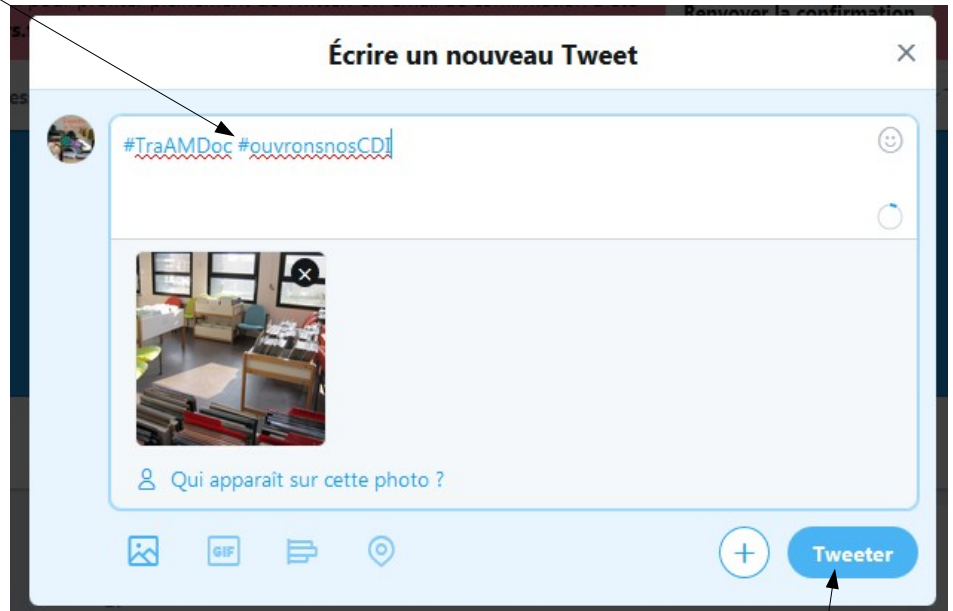 Renvoyer la confirmation
Écrire un nouveau Tweet
#TraAMDoc #ouvronsnosCDI
Qui apparaît sur cette photo ?
GIF
Tweeter